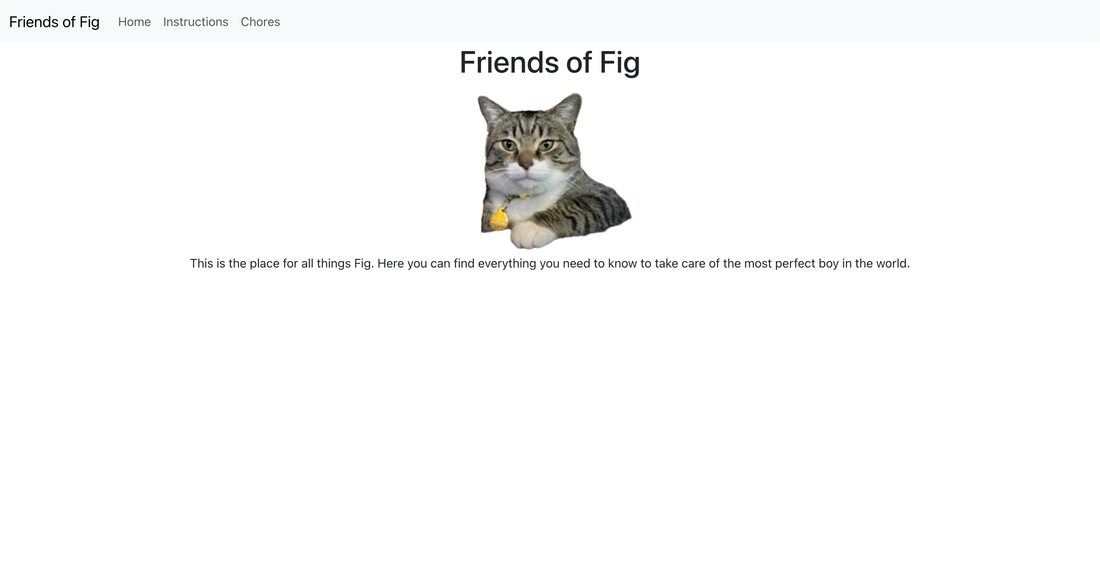 Friends of Fig Home Instructions Chores
Friends of Fig
This is the place for all things Fig. Here you can find everything you need to know to take care of the most perfect boy in the world.